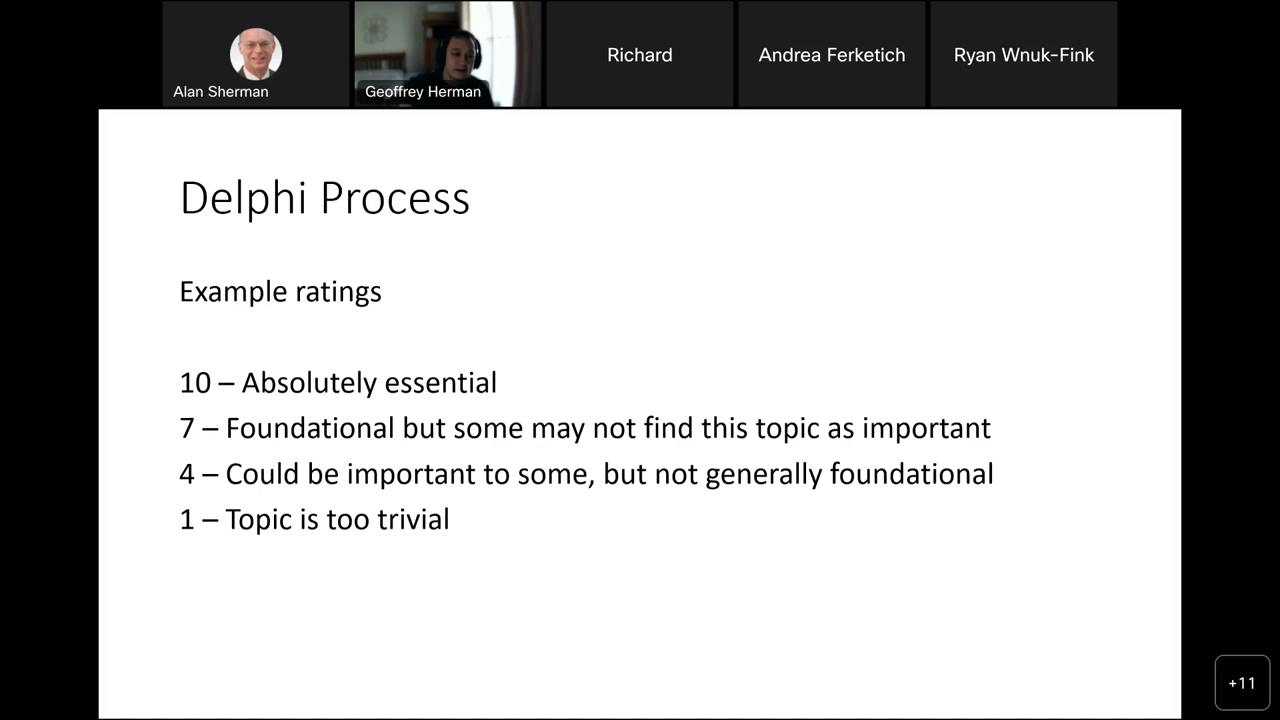 Alan Sherman
Geoffrey Herman
Richard
Andrea Ferketich
Ryan Wnuk-Fink
Delphi Process
Example ratings
10 – Absolutely essential
7 – Foundational but some may not find this topic as important
4 – Could be important to some, but not generally foundational
1 – Topic is too trivial
+11